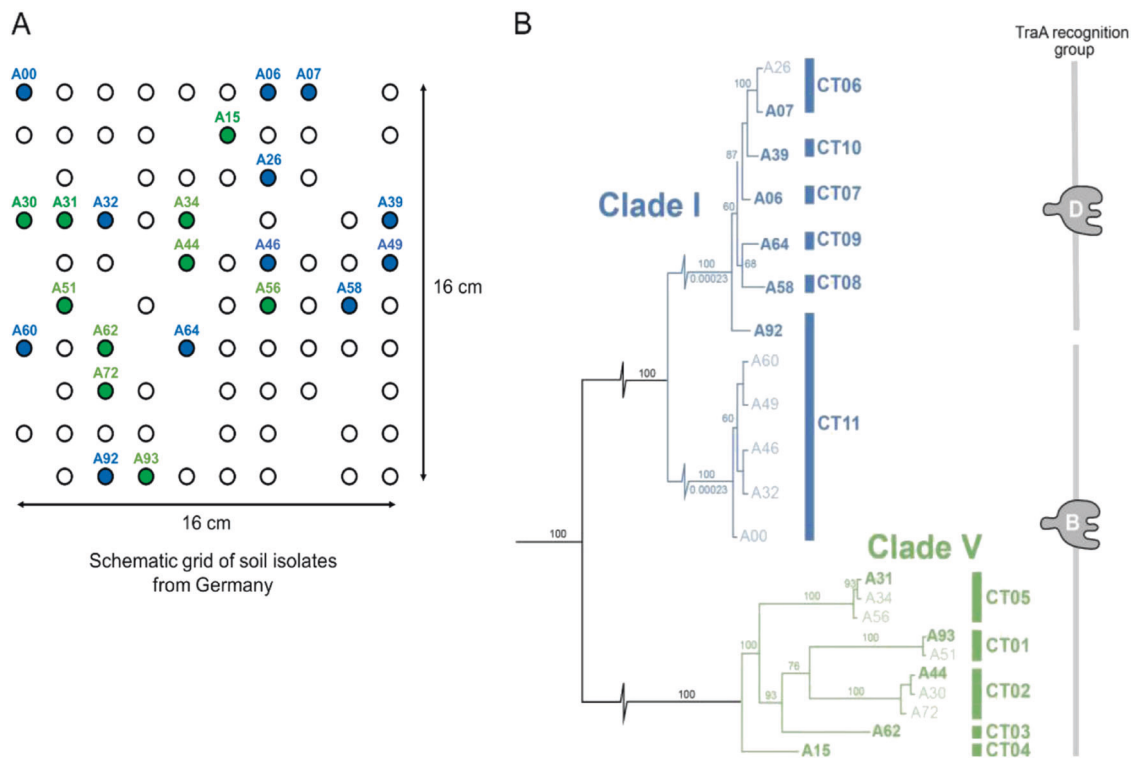 A
A00
A06
A07
A15
A26
A30
A31
A32
A34
A39
A44
A46
A49
A51
A56
A58
A60
A62
A64
A72
A92
A93
16 cm
16 cm
Schematic grid of soil isolates
from Germany
B
TraA recognition
group
Clade I
100
A26
A07
CT06
A39
CT10
87
A06
CT07
60
A64
CT09
68
A58
CT08
100
0.00023
A92
100
A60
A49
60
CT11
A46
A32
100
0.00023
A00
D
B
100
Clade V
A31
93
A34
100
A56
CT05
100
A93
100
A51
CT01
76
A44
100
A30
93
A72
CT02
100
A62
CT03
A15
CT04